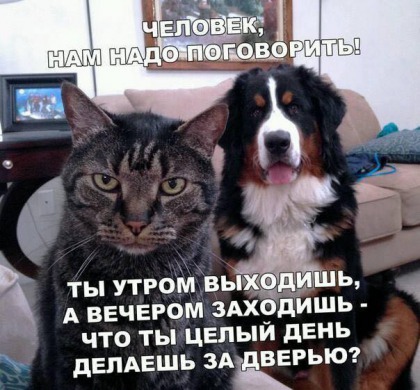 ЧЕЛОВЕК,
НАМ НАДО ПОГОВОРИТЬ!
ТЫ УТРОМ ВЫХОДИШЬ,
А ВЕЧЕРОМ ЗАХОДИШЬ -
ЧТО ТЫ ЦЕЛЫЙ ДЕНЬ
ДЕЛАЕШЬ ЗА ДВЕРЬЮ?